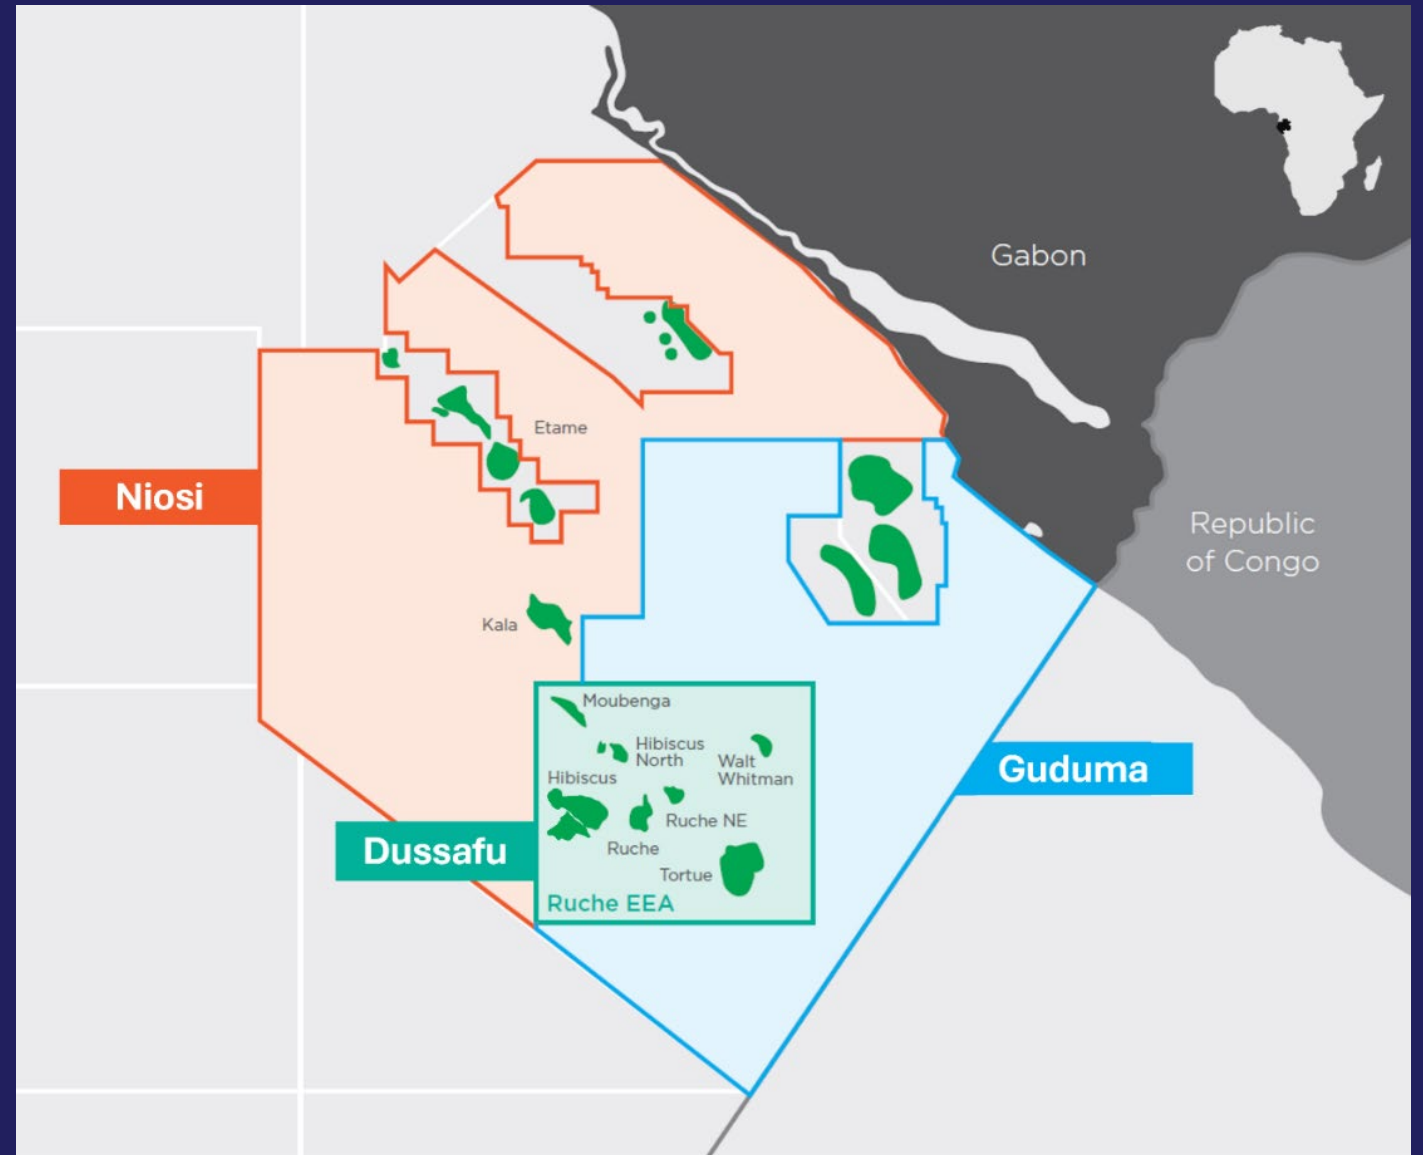 Gabon
Etame
Niosi
Republic
of Congo
Kala
Moubenga
Hibiscus
North
Walt
Whitman
Hibiscus
Guduma
Ruche NE
Ruche
Dussafu
Tortue
Ruche EEA